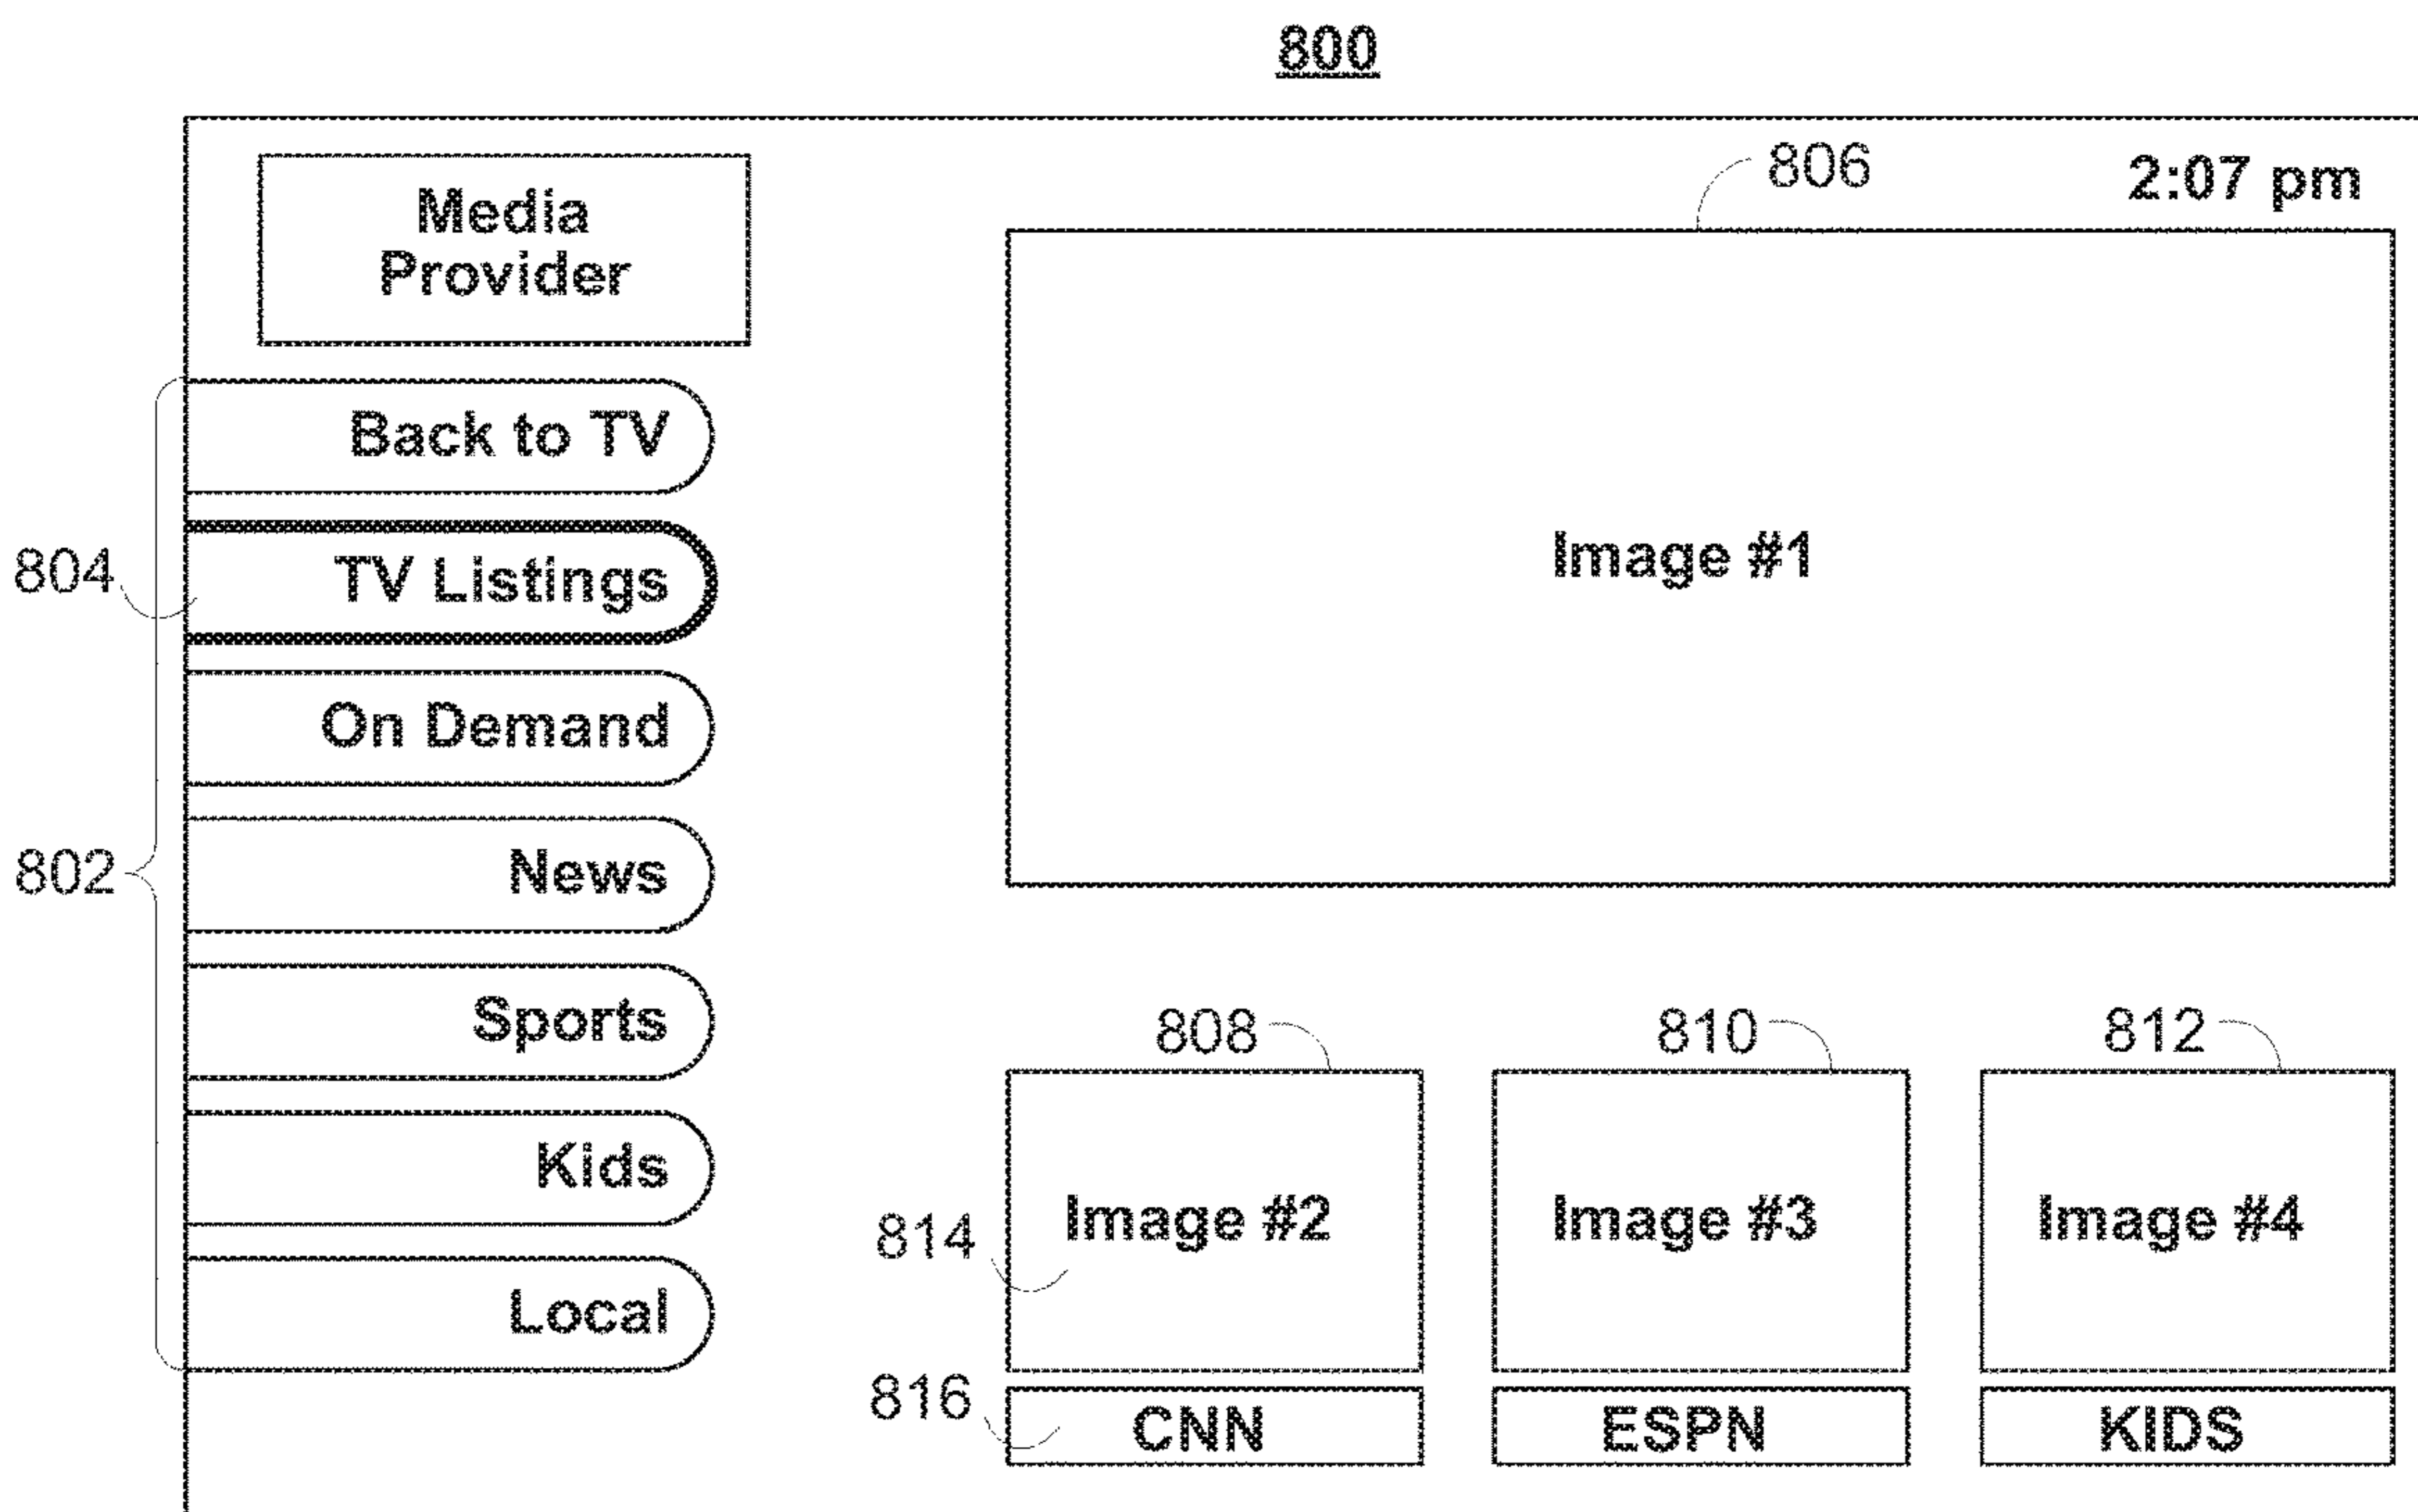 800
806
2:07 pm
Media
Provider
Back to TV
804
TV Listings
Image #1
On Demand
802
News
Sports
808
810
812
Kids
814
Image #2
Image #3
Image #4
Local
816
CNN
ESPN
KIDS